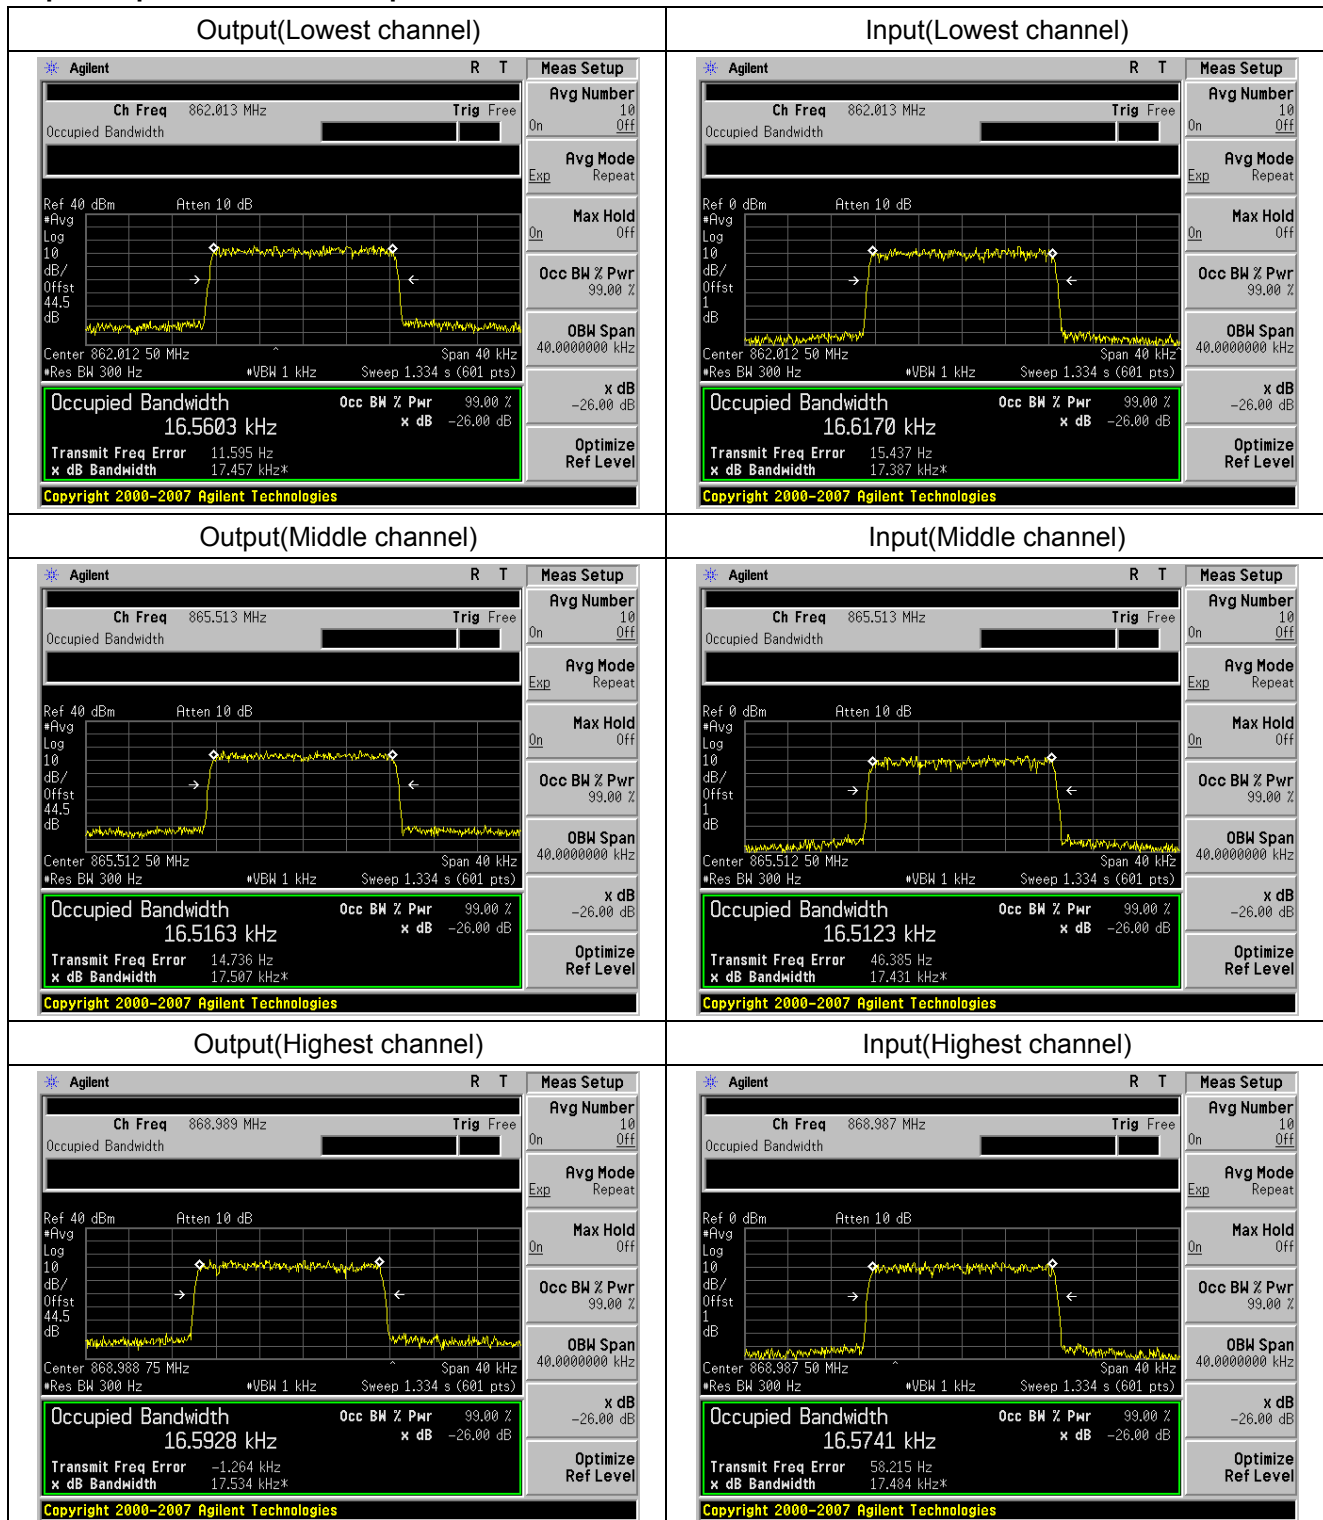 Output(Lowest channel)
Agilent R T
Ch Freq 862.013 MHz Trig Free
Occupied Bandwidth
Ref 40 dBm Atten 10 dB
#Avg
Log
10
dB/
Offst
44.5
dB
Center 862.012 50 MHz Span 40 kHz
#Res BW 300 Hz #VBW 1 kHz Sweep 1.334 s (601 pts)
Occupied Bandwidth Occ BW % Pwr 99.00 %
16.5603 kHz x dB -26.00 dB
Transmit Freq Error 11.595 Hz
x dB Bandwidth 17.457 kHz*
Copyright 2000-2007 Agilent Technologies
Meas Setup
Avg Number
10
On Off
Avg Mode
Exp Repeat
Max Hold
On Off
Occ BW % Pwr
99.00 %
OBW Span
40.0000000 kHz
x dB
-26.00 dB
Optimize
Ref Level
Input(Lowest channel)
Agilent R T
Ch Freq 862.013 MHz Trig Free
Occupied Bandwidth
Ref 0 dBm Atten 10 dB
#Avg
Log
10
dB/
Offst
1
dB
Center 862.012 50 MHz Span 40 kHz
#Res BW 300 Hz #VBW 1 kHz Sweep 1.334 s (601 pts)
Occupied Bandwidth Occ BW % Pwr 99.00 %
16.6170 kHz x dB -26.00 dB
Transmit Freq Error 15.437 Hz
x dB Bandwidth 17.387 kHz*
Copyright 2000-2007 Agilent Technologies
Meas Setup
Avg Number
10
On Off
Avg Mode
Exp Repeat
Max Hold
On Off
Occ BW % Pwr
99.00 %
OBW Span
40.0000000 kHz
x dB
-26.00 dB
Optimize
Ref Level
Output(Middle channel)
Agilent R T
Ch Freq 865.513 MHz Trig Free
Occupied Bandwidth
Ref 40 dBm Atten 10 dB
#Avg
Log
10
dB/
Offst
44.5
dB
Center 865.512 50 MHz Span 40 kHz
#Res BW 300 Hz #VBW 1 kHz Sweep 1.334 s (601 pts)
Occupied Bandwidth Occ BW % Pwr 99.00 %
16.5163 kHz x dB -26.00 dB
Transmit Freq Error 14.736 Hz
x dB Bandwidth 17.507 kHz*
Copyright 2000-2007 Agilent Technologies
Meas Setup
Avg Number
10
On Off
Avg Mode
Exp Repeat
Max Hold
On Off
Occ BW % Pwr
99.00 %
OBW Span
40.0000000 kHz
x dB
-26.00 dB
Optimize
Ref Level
Input(Middle channel)
Agilent R T
Ch Freq 865.513 MHz Trig Free
Occupied Bandwidth
Ref 0 dBm Atten 10 dB
#Avg
Log
10
dB/
Offst
1
dB
Center 865.512 50 MHz Span 40 kHz
#Res BW 300 Hz #VBW 1 kHz Sweep 1.334 s (601 pts)
Occupied Bandwidth Occ BW % Pwr 99.00 %
16.5123 kHz x dB -26.00 dB
Transmit Freq Error 46.385 Hz
x dB Bandwidth 17.431 kHz*
Copyright 2000-2007 Agilent Technologies
Meas Setup
Avg Number
10
On Off
Avg Mode
Exp Repeat
Max Hold
On Off
Occ BW % Pwr
99.00 %
OBW Span
40.0000000 kHz
x dB
-26.00 dB
Optimize
Ref Level
Output(Highest channel)
Agilent R T
Ch Freq 868.989 MHz Trig Free
Occupied Bandwidth
Ref 40 dBm Atten 10 dB
#Avg
Log
10
dB/
Offst
44.5
dB
Center 868.988 75 MHz Span 40 kHz
#Res BW 300 Hz #VBW 1 kHz Sweep 1.334 s (601 pts)
Occupied Bandwidth Occ BW % Pwr 99.00 %
16.5928 kHz x dB -26.00 dB
Transmit Freq Error -1.264 kHz
x dB Bandwidth 17.534 kHz*
Copyright 2000-2007 Agilent Technologies
Meas Setup
Avg Number
10
On Off
Avg Mode
Exp Repeat
Max Hold
On Off
Occ BW % Pwr
99.00 %
OBW Span
40.0000000 kHz
x dB
-26.00 dB
Optimize
Ref Level
Input(Highest channel)
Agilent R T
Ch Freq 868.987 MHz Trig Free
Occupied Bandwidth
Ref 0 dBm Atten 10 dB
#Avg
Log
10
dB/
Offst
1
dB
Center 868.987 50 MHz Span 40 kHz
#Res BW 300 Hz #VBW 1 kHz Sweep 1.334 s (601 pts)
Occupied Bandwidth Occ BW % Pwr 99.00 %
16.5741 kHz x dB -26.00 dB
Transmit Freq Error 58.215 Hz
x dB Bandwidth 17.484 kHz*
Copyright 2000-2007 Agilent Technologies
Meas Setup
Avg Number
10
On Off
Avg Mode
Exp Repeat
Max Hold
On Off
Occ BW % Pwr
99.00 %
OBW Span
40.0000000 kHz
x dB
-26.00 dB
Optimize
Ref Level